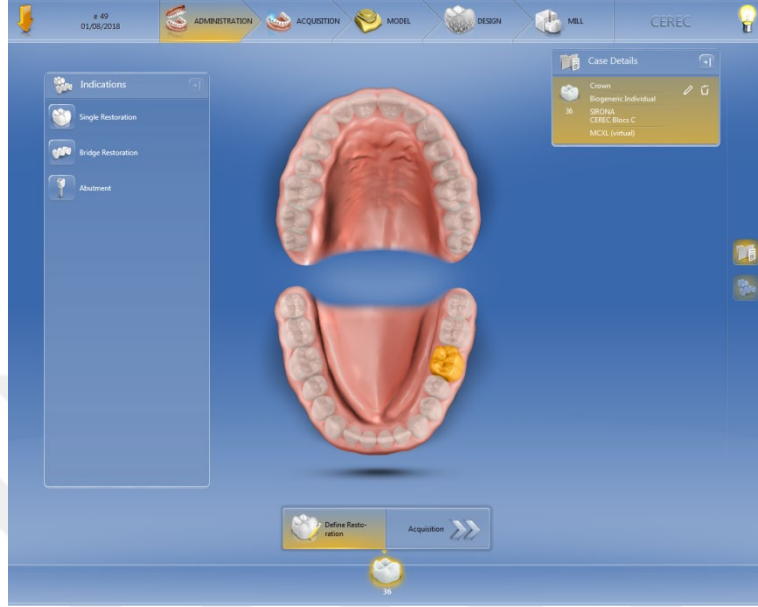 e 49
01/08/2018
ADMINISTRATION
ACQUISITION
MODEL
DESIGN
MILL
CEREC
Indications
Single Restoration
Bridge Restoration
Abutment
Case Details
Crown
Biogeneric Individual
36
SIRONA
CEREC Blocs C
MCXL (virtual)
Define Resto-
ration
Acquisition
36